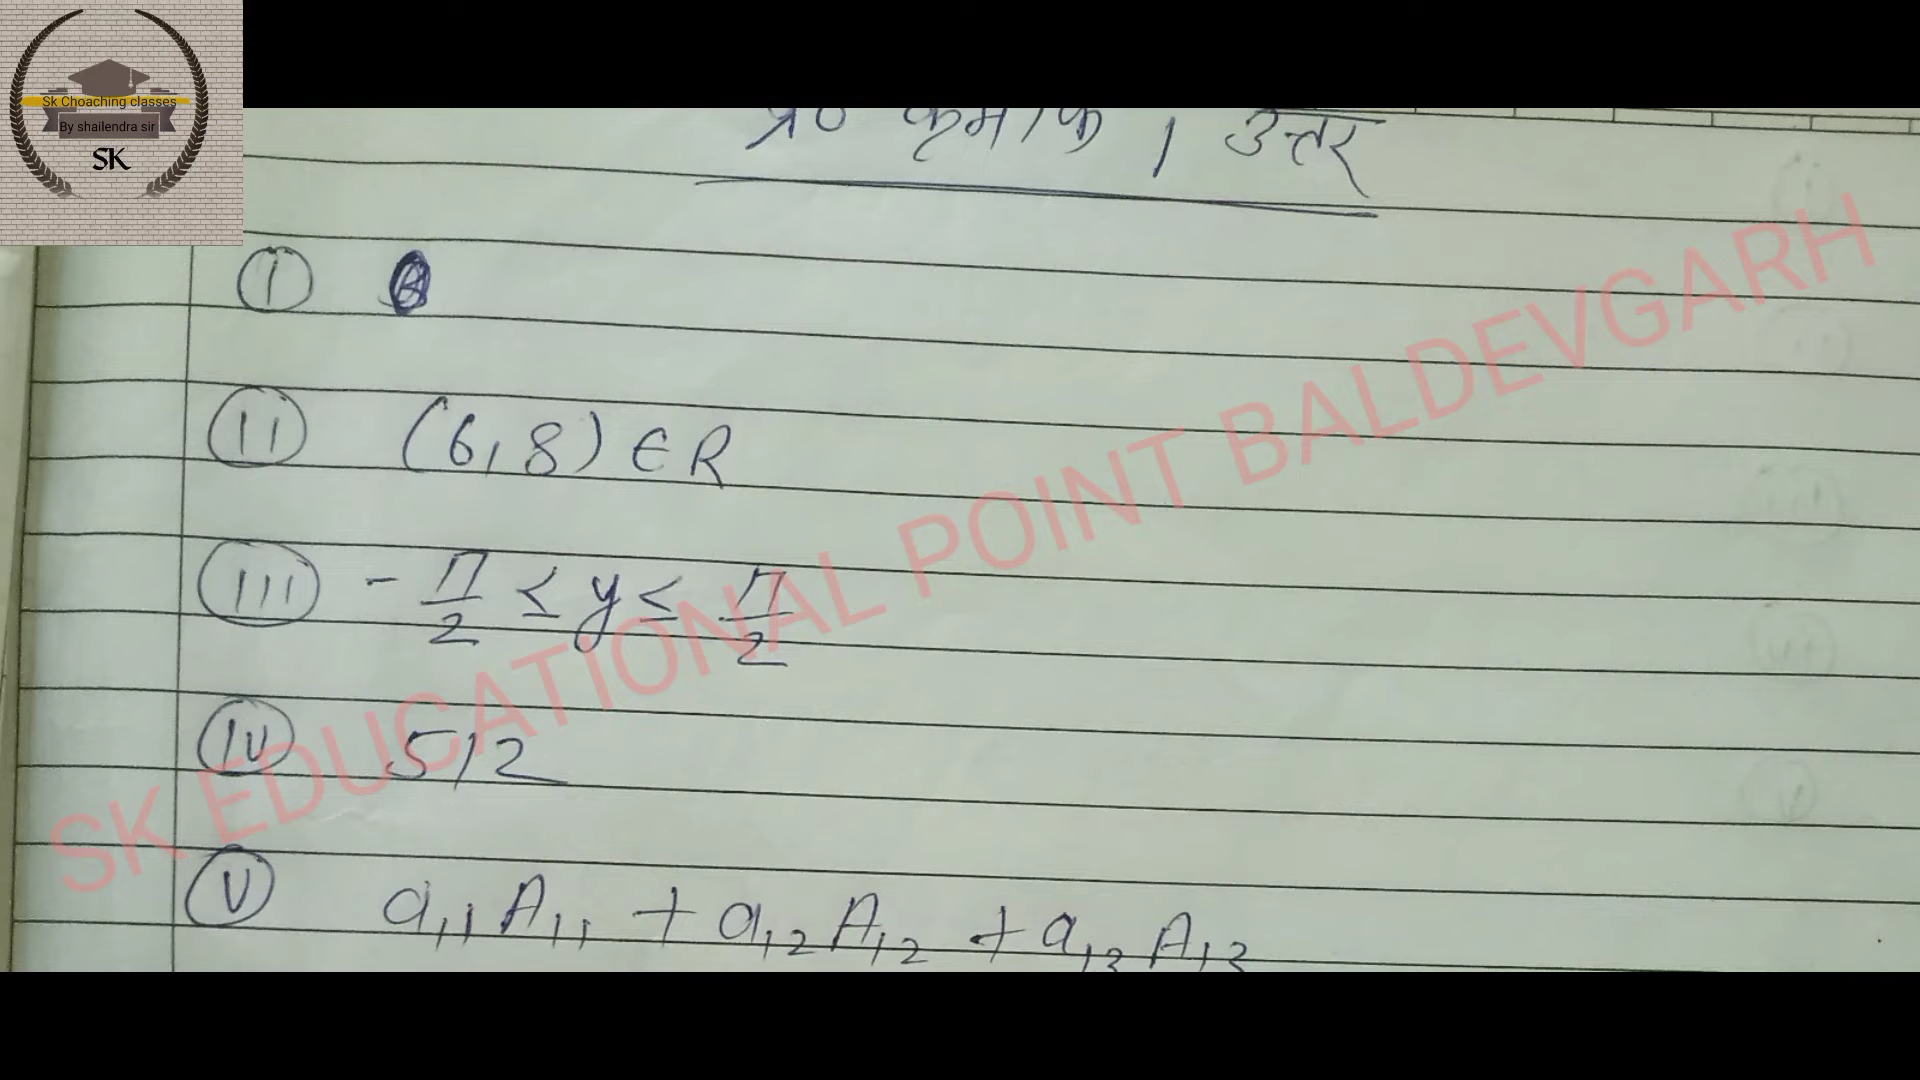 Sk Choaching classes
By shailendra sir
SK
प्र० क्रमांक 1 उत्तर
(i)
(ii) (6,8) ∈ R
(iii) -π/2 ≤ y ≤ π/2
(iv) 512
(v) a₁₁A₁₁ + a₁₂A₁₂ + a₁₃A₁₃
SK EDUCATIONAL POINT BALDEVGARH